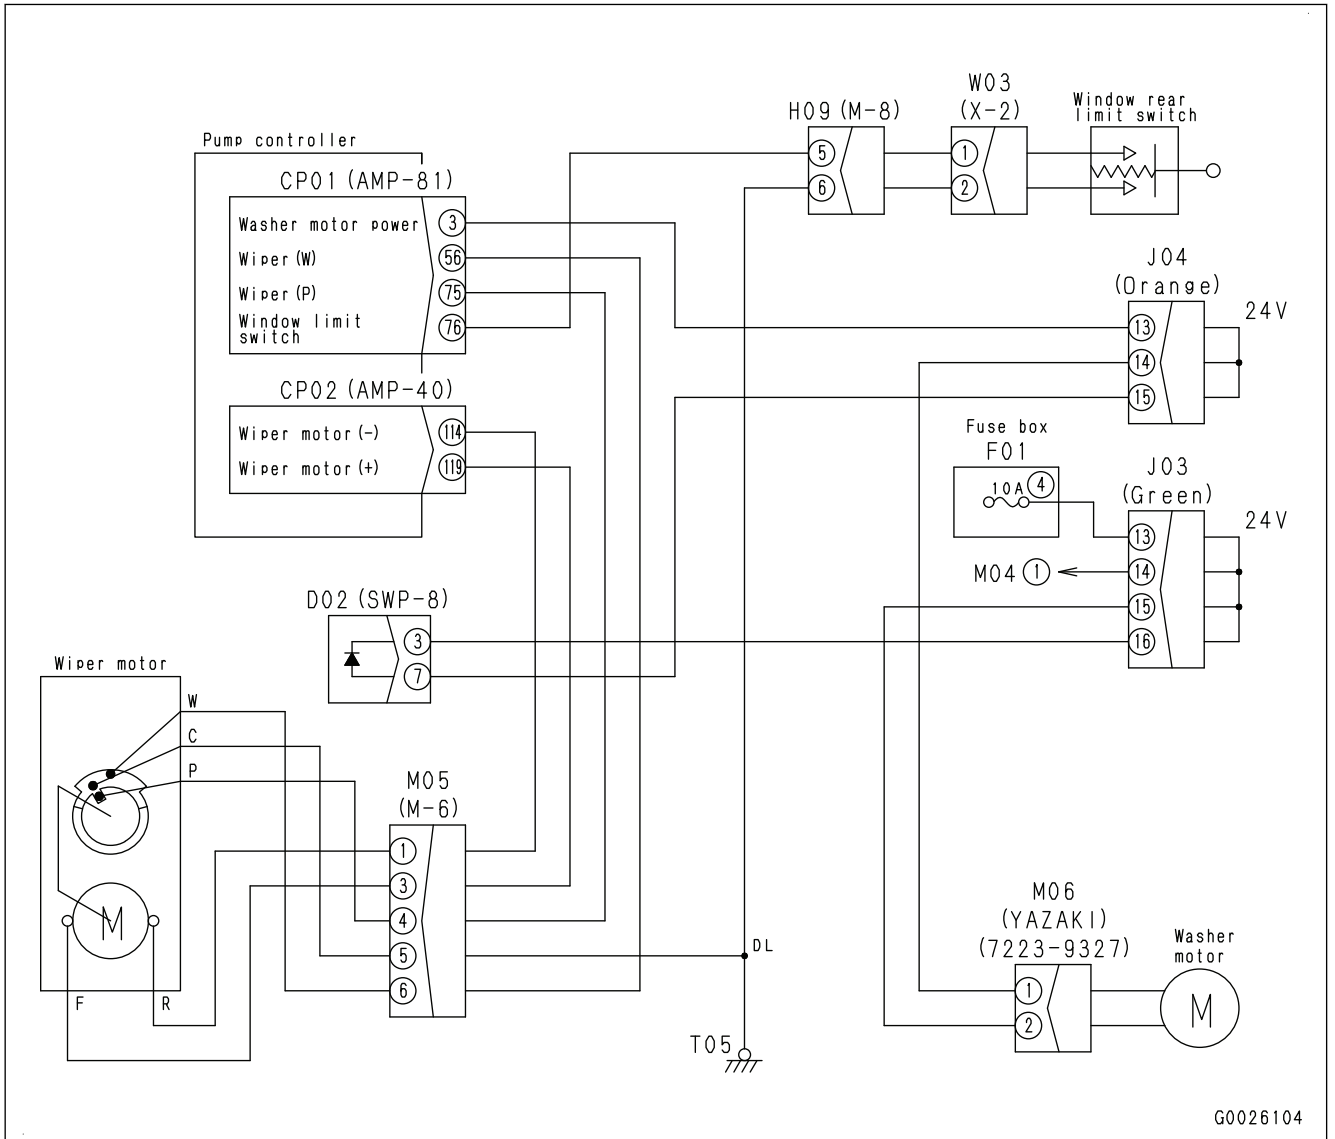 W03
(X-2)
H09 (M-8)
Window rear
limit switch
5
6
1
2
Pump controller
CP01 (AMP-81)
Washer motor power
3
Wiper (W)
56
Wiper (P)
75
Window limit
switch
76
CP02 (AMP-40)
Wiper motor (-)
114
Wiper motor (+)
119
J04
(Orange)
24V
13
14
15
Fuse box
F01
10A
4
J03
(Green)
24V
13
M04
1
14
15
16
D02 (SWP-8)
3
7
Wiper motor
W
C
P
M
F
R
M05
(M-6)
1
3
4
5
6
DL
T05
M06
(YAZAKI)
(7223-9327)
1
2
Washer
motor
M
G0026104